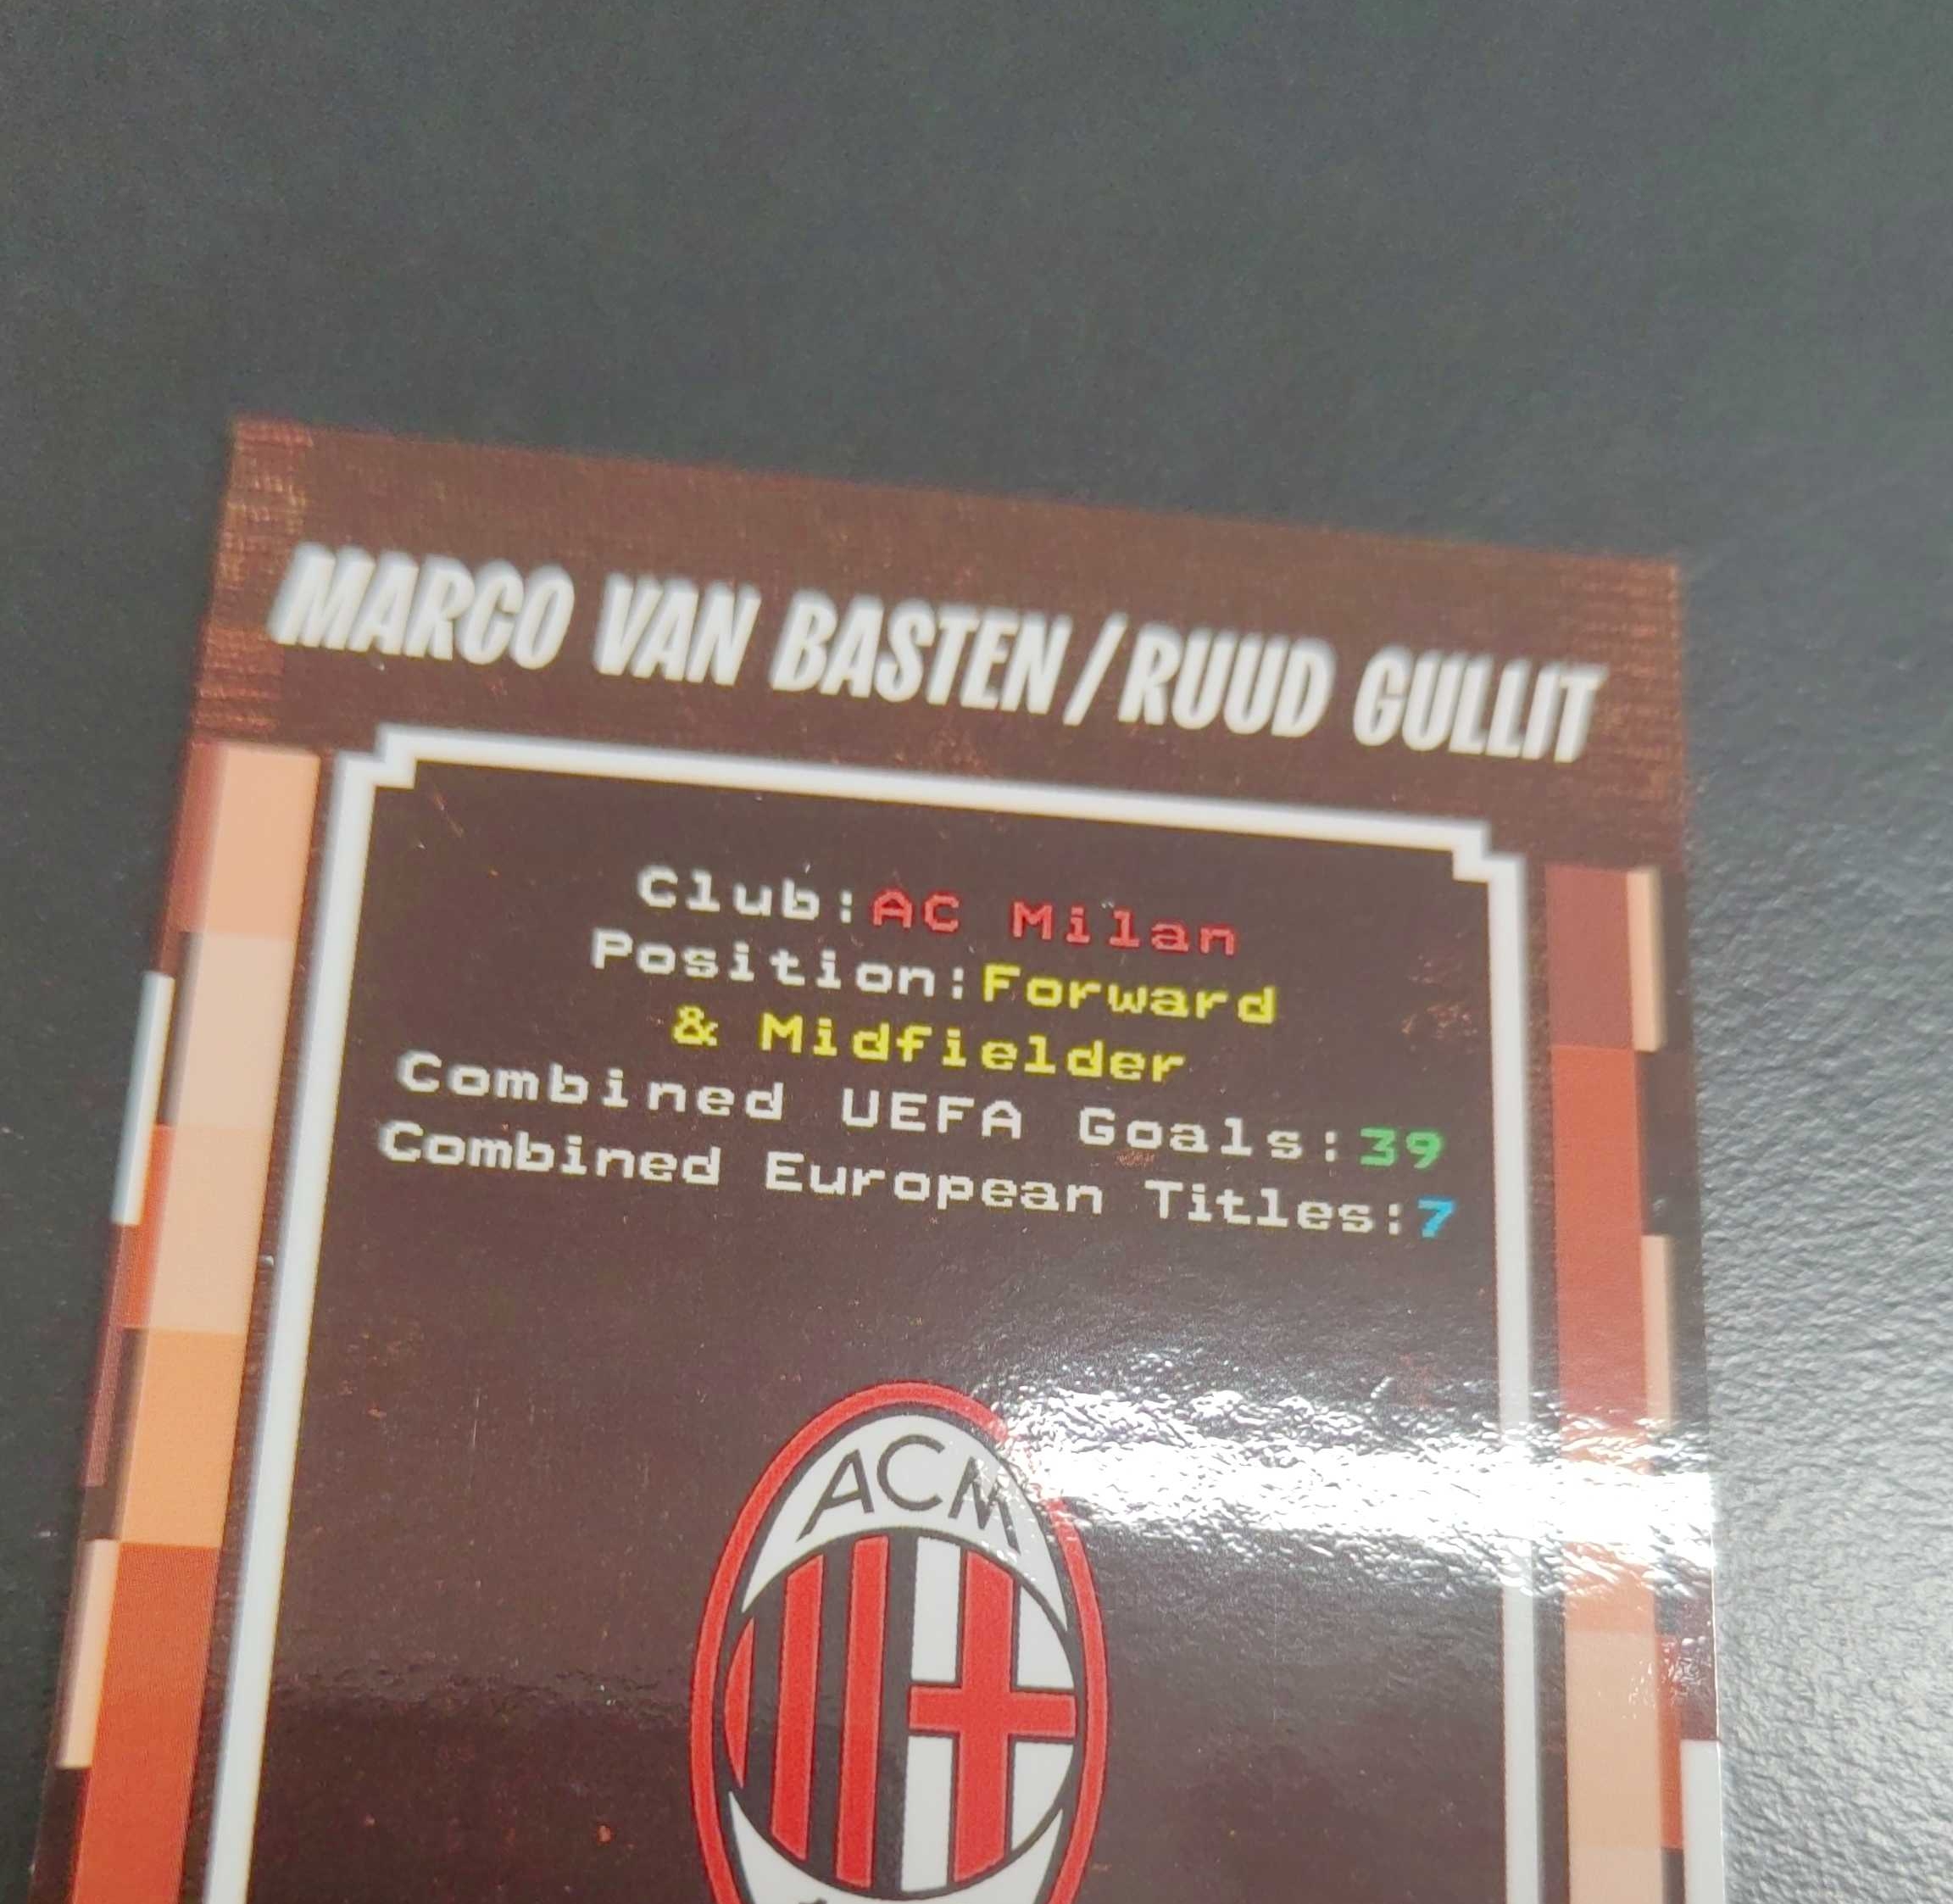 MARCO VAN BASTEN/RUUD GULLIT
Club:AC Milan
Position:Forward
& Midfielder
Combined UEFA Goals:39
Combined European Titles:7
ACM